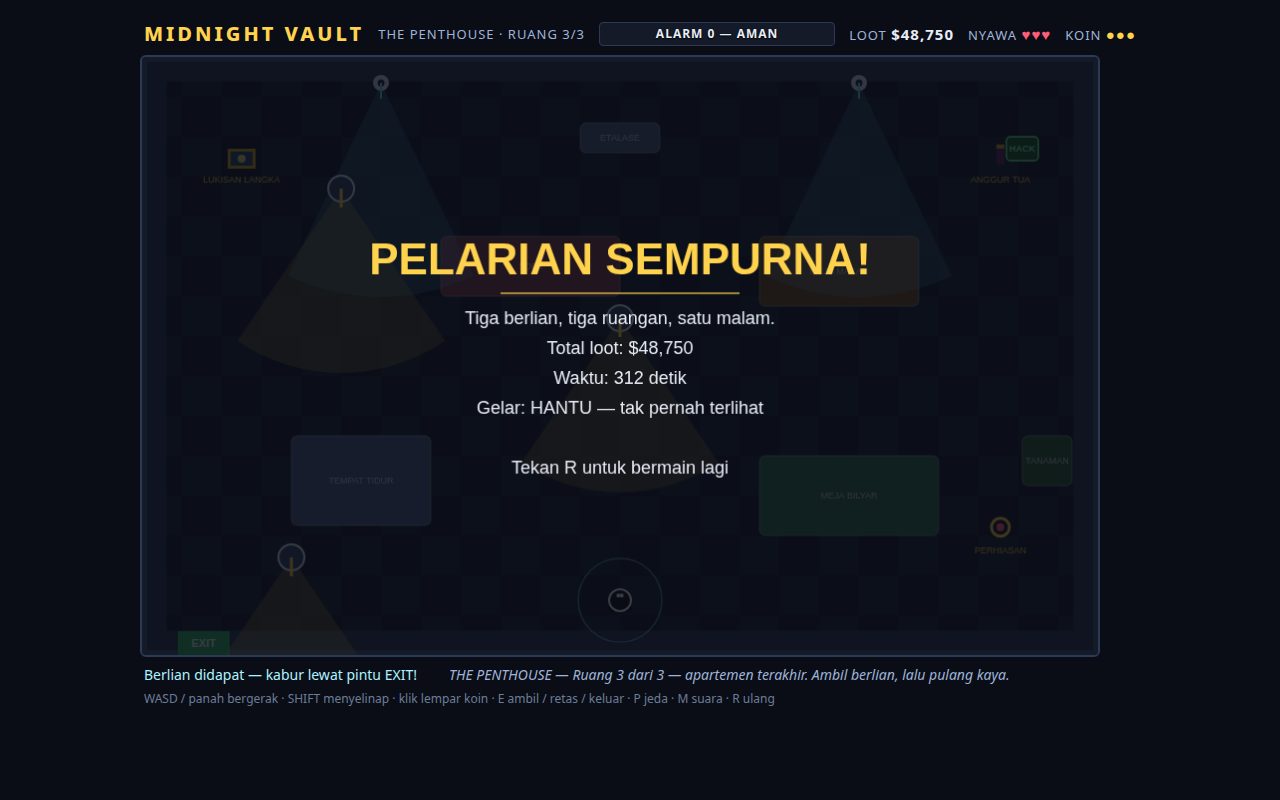 MIDNIGHT VAULT THE PENTHOUSE · RUANG 3/3 ALARM 0 — AMAN LOOT $48,750 NYAWA ♥♥♥ KOIN ●●●
ETALASE
HACK
LUKISAN LANGKA
ANGGUR TUA
PELARIAN SEMPURNA!
Tiga berlian, tiga ruangan, satu malam.
Total loot: $48,750
Waktu: 312 detik
Gelar: HANTU — tak pernah terlihat
Tekan R untuk bermain lagi
TANAMAN
TEMPAT TIDUR
MEJA BILYAR
PERHIASAN
EXIT
Berlian didapat — kabur lewat pintu EXIT! THE PENTHOUSE — Ruang 3 dari 3 — apartemen terakhir. Ambil berlian, lalu pulang kaya.
WASD / panah bergerak · SHIFT menyelinap · klik lempar koin · E ambil / retas / keluar · P jeda · M suara · R ulang